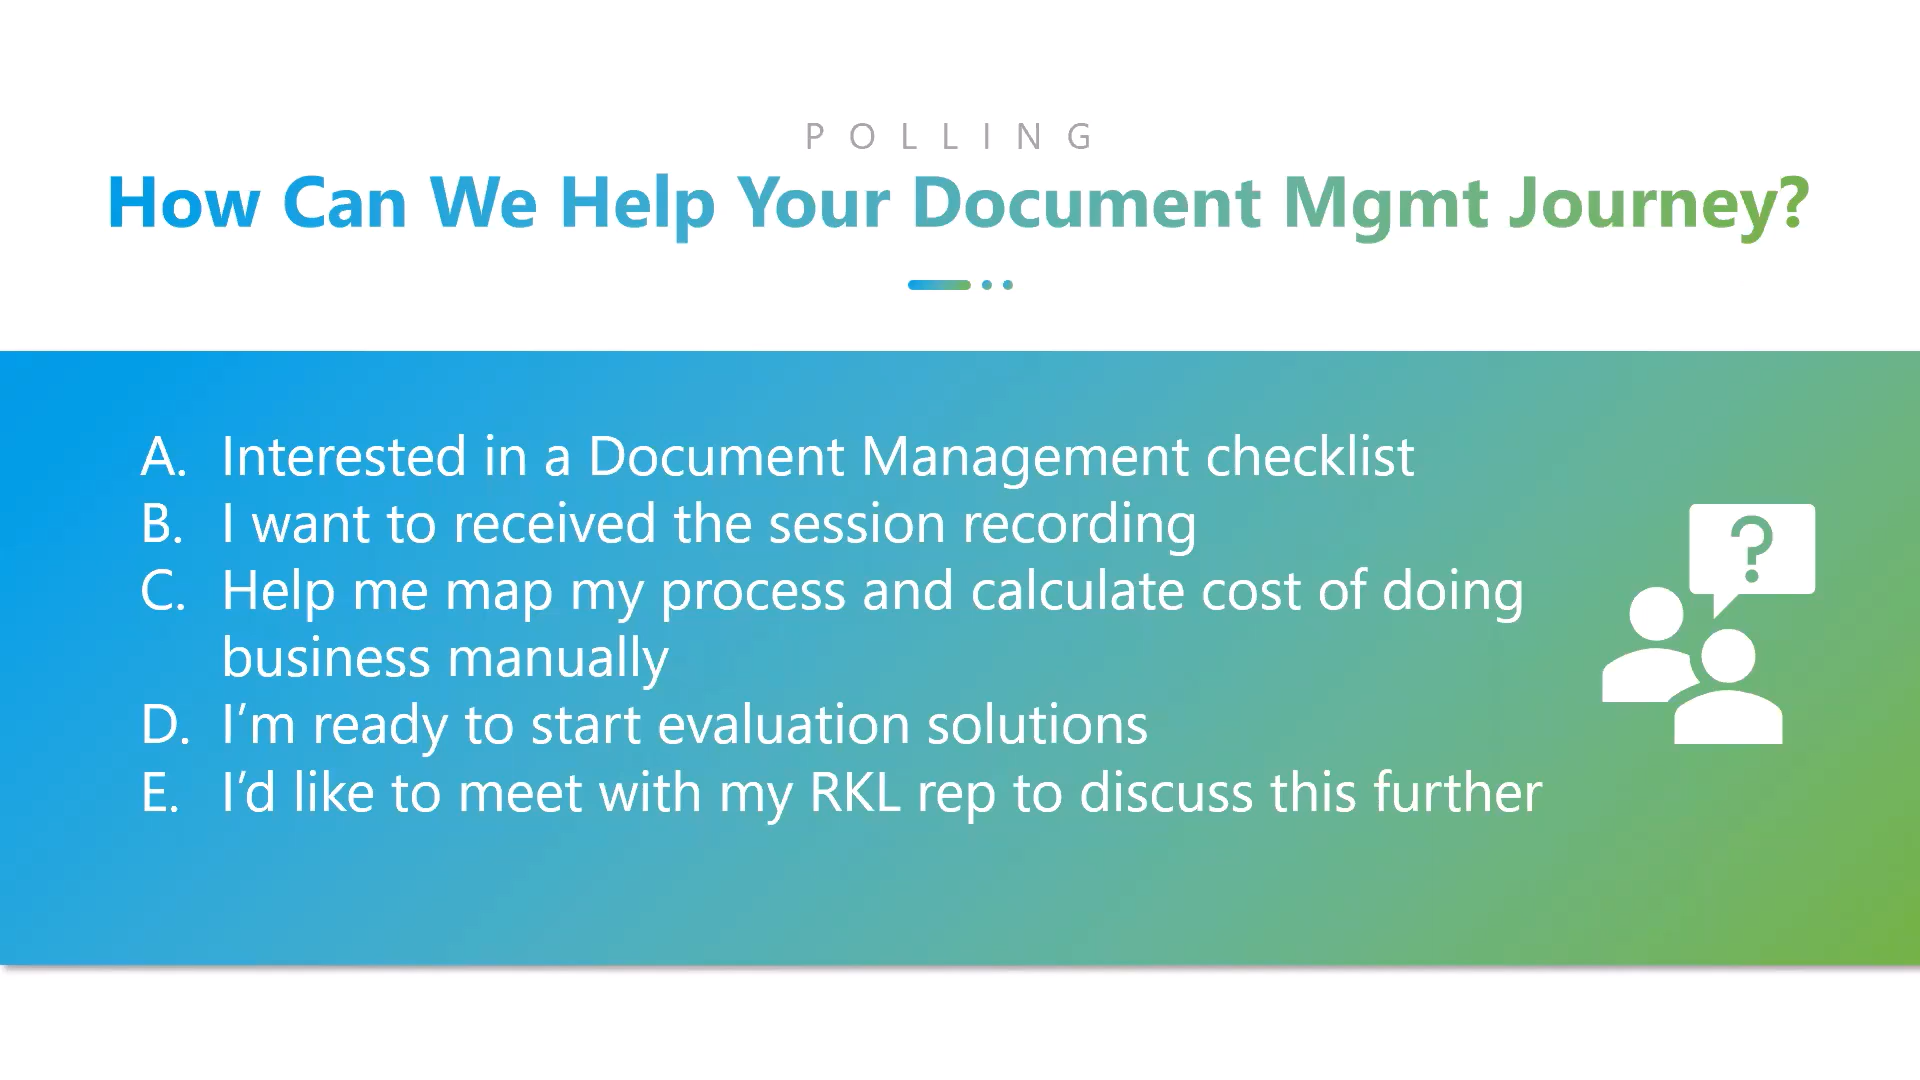 POLLING
How Can We Help Your Document Mgmt Journey?
?
A. Interested in a Document Management checklist
B. I want to received the session recording
C. Help me map my process and calculate cost of doing
business manually
D. I’m ready to start evaluation solutions
E. I’d like to meet with my RKL rep to discuss this further